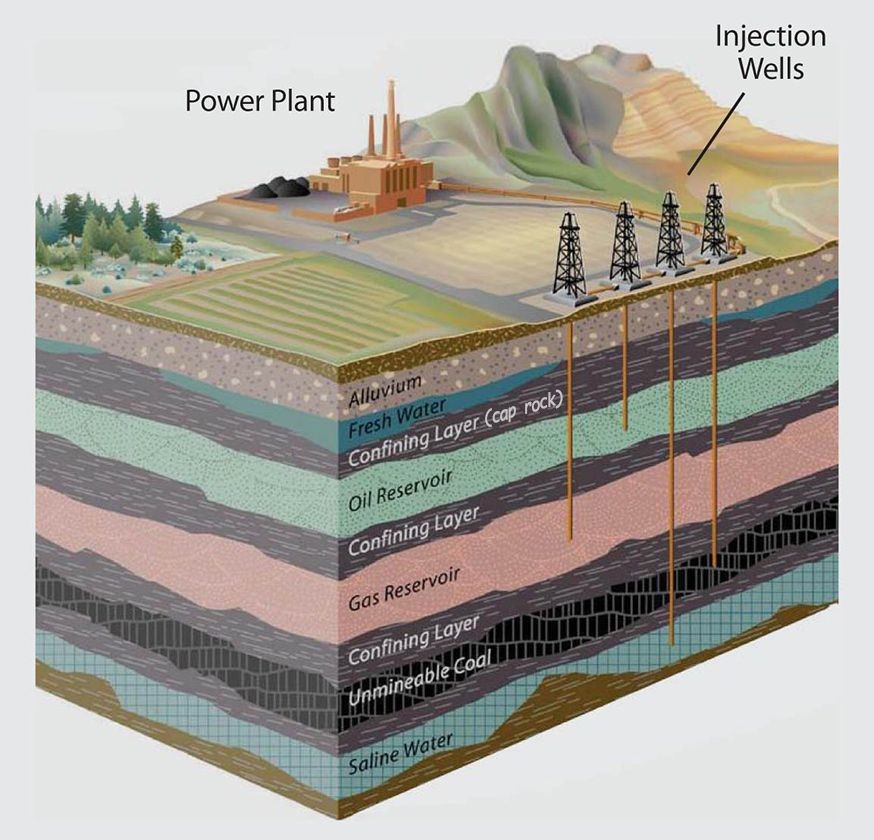 Injection
Wells
Power Plant
Alluvium
Fresh Water
Confining Layer (cap rock)
Oil Reservoir
Confining Layer
Gas Reservoir
Confining Layer
Unmineable Coal
Saline Water